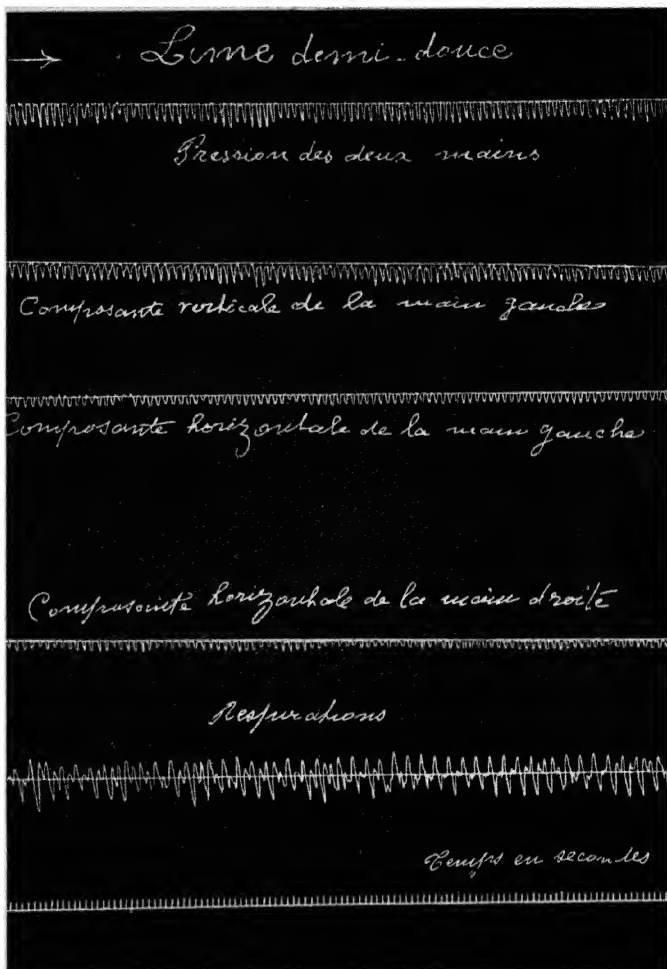 Lime demi-douce
Pression des deux mains
Composante verticale de la main gauche
Composante horizontale de la main gauche
Composante horizontale de la main droite
Respirations
Temps en secondes